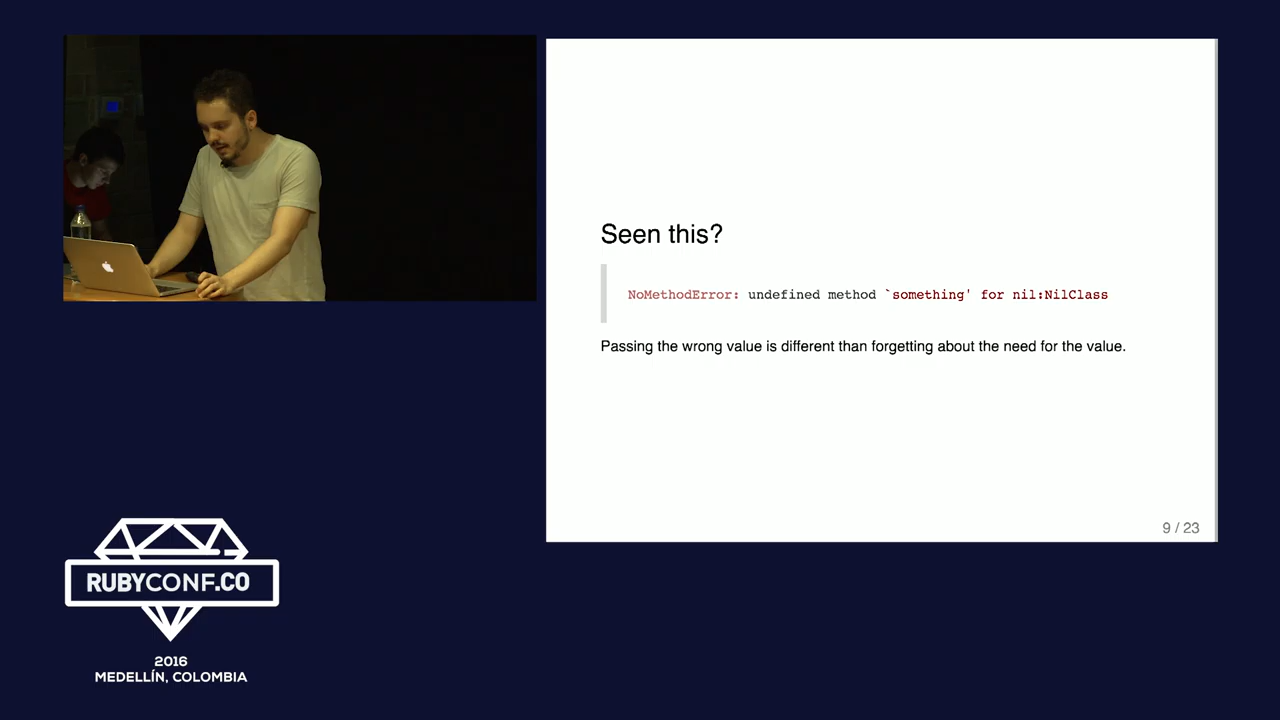 Seen this?
NoMethodError: undefined method `something' for nil:NilClass
Passing the wrong value is different than forgetting about the need for the value.
9 / 23
RUBYCONF.CO
2016
MEDELLÍN, COLOMBIA